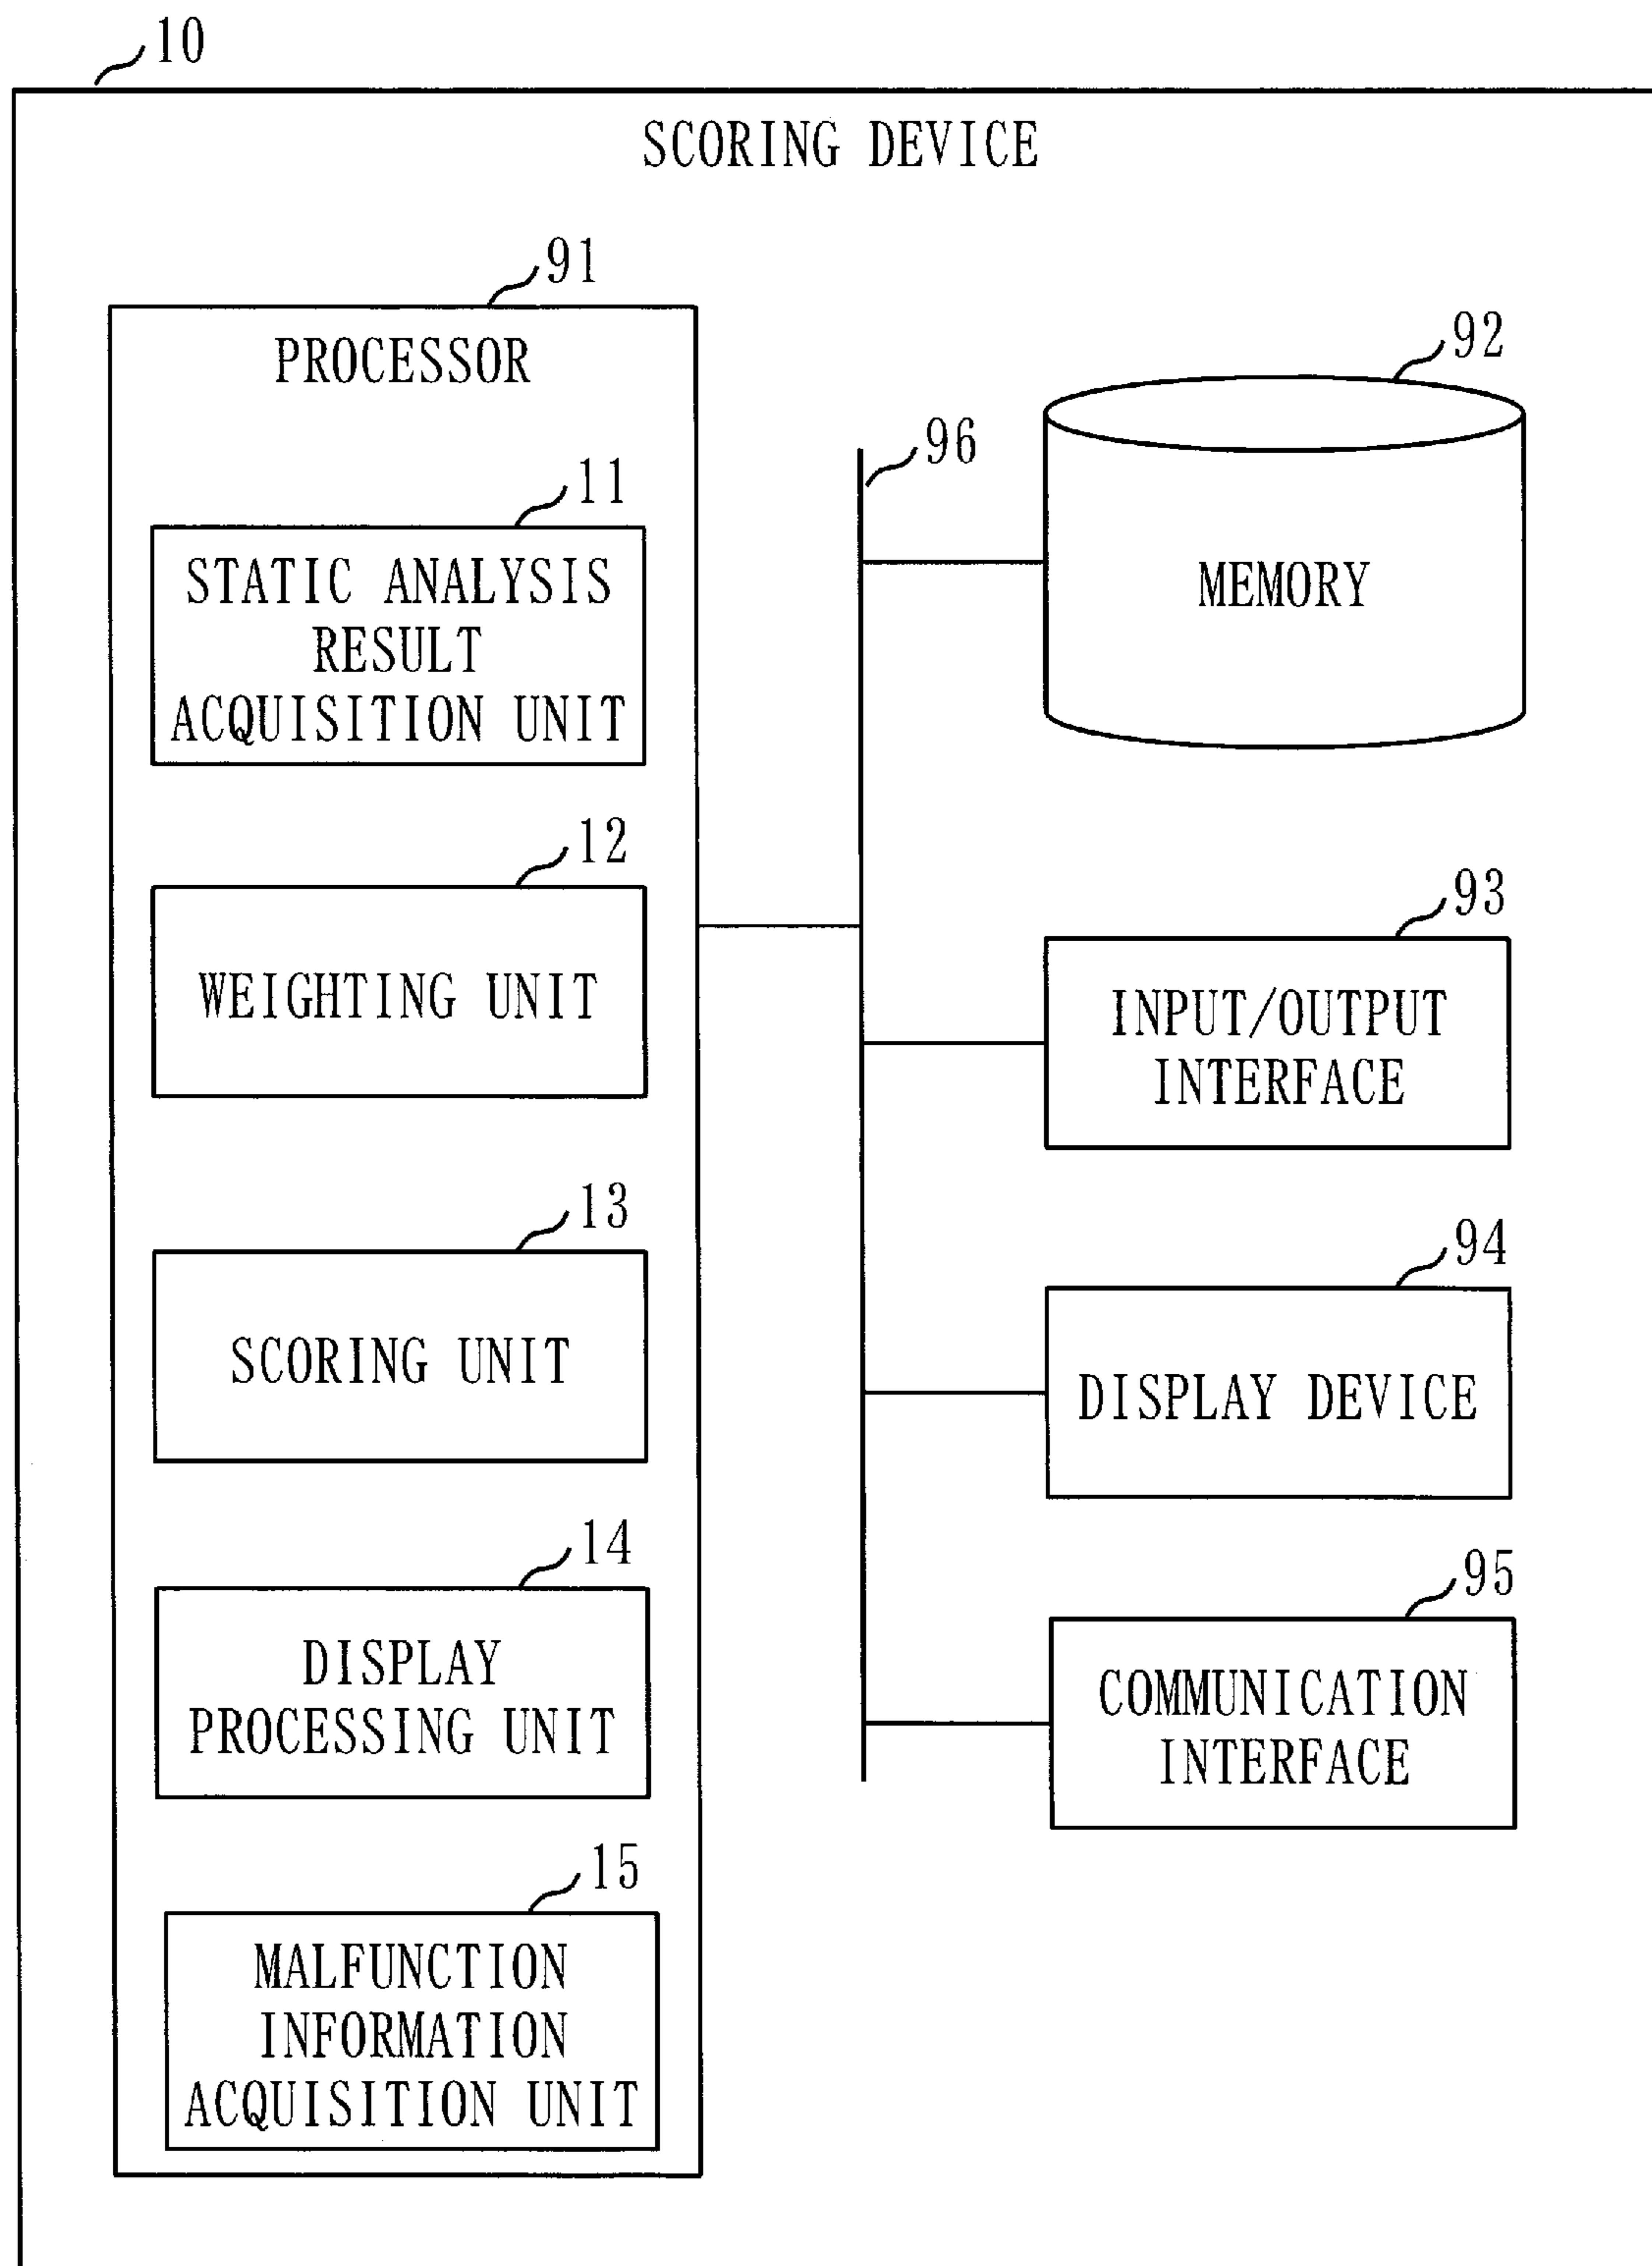 10
SCORING DEVICE
91
PROCESSOR
11
STATIC ANALYSIS
RESULT
ACQUISITION UNIT
12
WEIGHTING UNIT
13
SCORING UNIT
14
DISPLAY
PROCESSING UNIT
15
MALFUNCTION
INFORMATION
ACQUISITION UNIT
96
92
MEMORY
93
INPUT/OUTPUT
INTERFACE
94
DISPLAY DEVICE
95
COMMUNICATION
INTERFACE